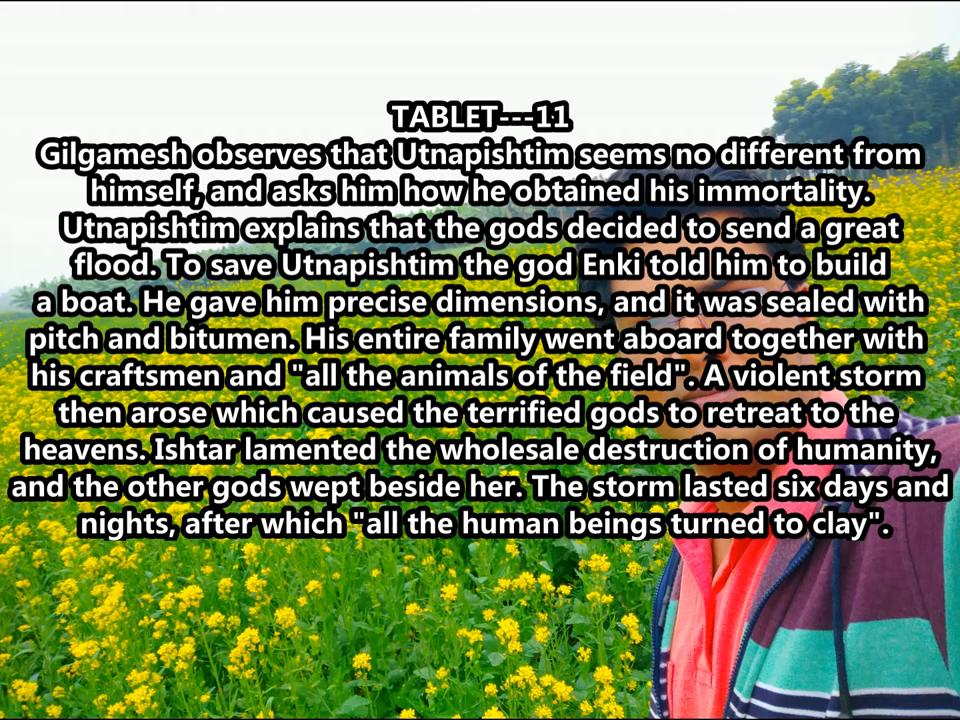 TABLET---11
Gilgamesh observes that Utnapishtim seems no different from
himself, and asks him how he obtained his immortality.
Utnapishtim explains that the gods decided to send a great
flood. To save Utnapishtim the god Enki told him to build
a boat. He gave him precise dimensions, and it was sealed with
pitch and bitumen. His entire family went aboard together with
his craftsmen and "all the animals of the field". A violent storm
then arose which caused the terrified gods to retreat to the
heavens. Ishtar lamented the wholesale destruction of humanity,
and the other gods wept beside her. The storm lasted six days and
nights, after which "all the human beings turned to clay".